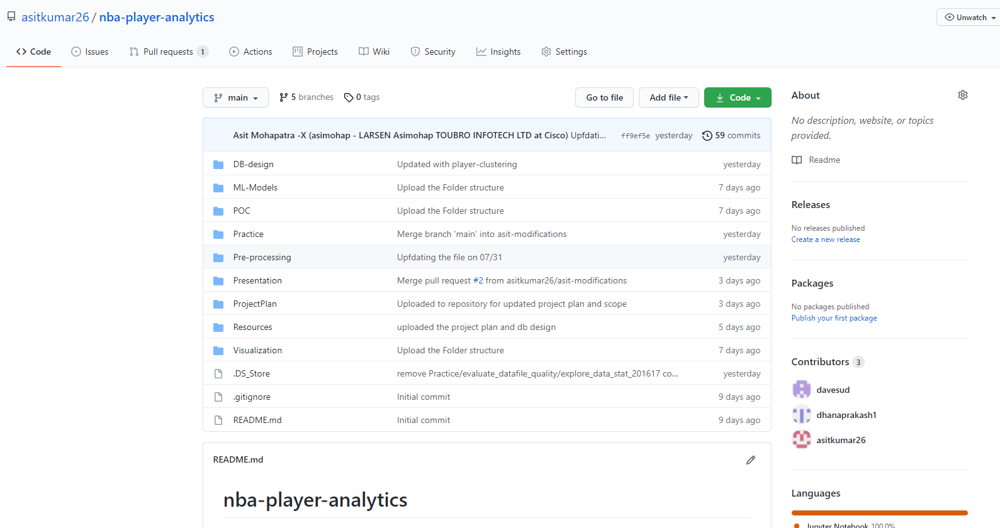 asitkumar26 / nba-player-analytics
Unwatch
Code Issues Pull requests 1 Actions Projects Wiki Security Insights Settings
main 5 branches 0 tags Go to file Add file Code
Asit Mohapatra -X (asimohap - LARSEN Asimohap TOUBRO INFOTECH LTD at Cisco) Upfdati... ff9ef5e yesterday 59 commits
DB-design Updated with player-clustering yesterday
ML-Models Upload the Folder structure 7 days ago
POC Upload the Folder structure 7 days ago
Practice Merge branch 'main' into asit-modifications yesterday
Pre-processing Upfdating the file on 07/31 yesterday
Presentation Merge pull request #2 from asitkumar26/asit-modifications 3 days ago
ProjectPlan Uploaded to repository for updated project plan and scope 3 days ago
Resources uploaded the project plan and db design 5 days ago
Visualization Upload the Folder structure 7 days ago
.DS_Store remove Practice/evaluate_datafile_quality/explore_data_stat_201617 co... yesterday
.gitignore Initial commit 9 days ago
README.md Initial commit 9 days ago
README.md
nba-player-analytics
About
No description, website, or topics
provided.
Readme
Releases
No releases published
Create a new release
Packages
No packages published
Publish your first package
Contributors 3
davesud
dhanaprakash1
asitkumar26
Languages
Jupyter Notebook 100.0%